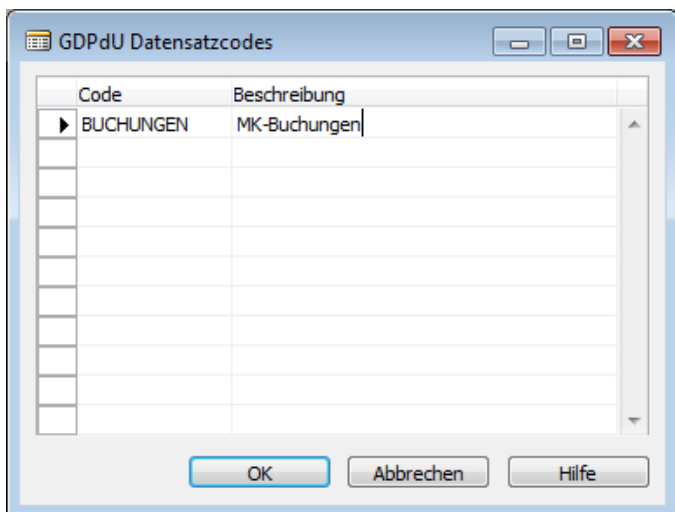 GDPdU Datensatzcodes
Code Beschreibung
BUCHUNGEN MK-Buchungen
OK Abbrechen Hilfe